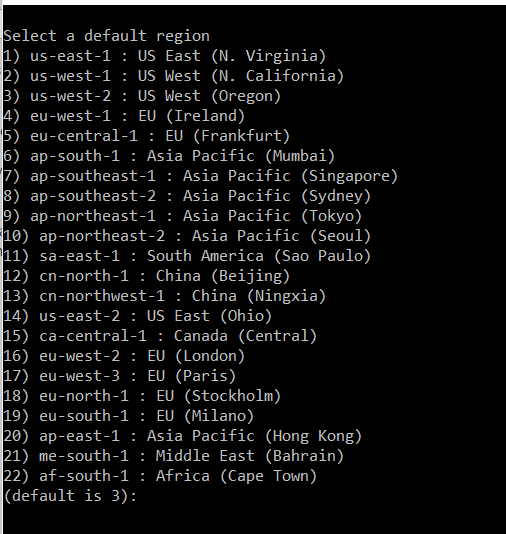 Select a default region
1) us-east-1 : US East (N. Virginia)
2) us-west-1 : US West (N. California)
3) us-west-2 : US West (Oregon)
4) eu-west-1 : EU (Ireland)
5) eu-central-1 : EU (Frankfurt)
6) ap-south-1 : Asia Pacific (Mumbai)
7) ap-southeast-1 : Asia Pacific (Singapore)
8) ap-southeast-2 : Asia Pacific (Sydney)
9) ap-northeast-1 : Asia Pacific (Tokyo)
10) ap-northeast-2 : Asia Pacific (Seoul)
11) sa-east-1 : South America (Sao Paulo)
12) cn-north-1 : China (Beijing)
13) cn-northwest-1 : China (Ningxia)
14) us-east-2 : US East (Ohio)
15) ca-central-1 : Canada (Central)
16) eu-west-2 : EU (London)
17) eu-west-3 : EU (Paris)
18) eu-north-1 : EU (Stockholm)
19) eu-south-1 : EU (Milano)
20) ap-east-1 : Asia Pacific (Hong Kong)
21) me-south-1 : Middle East (Bahrain)
22) af-south-1 : Africa (Cape Town)
(default is 3):